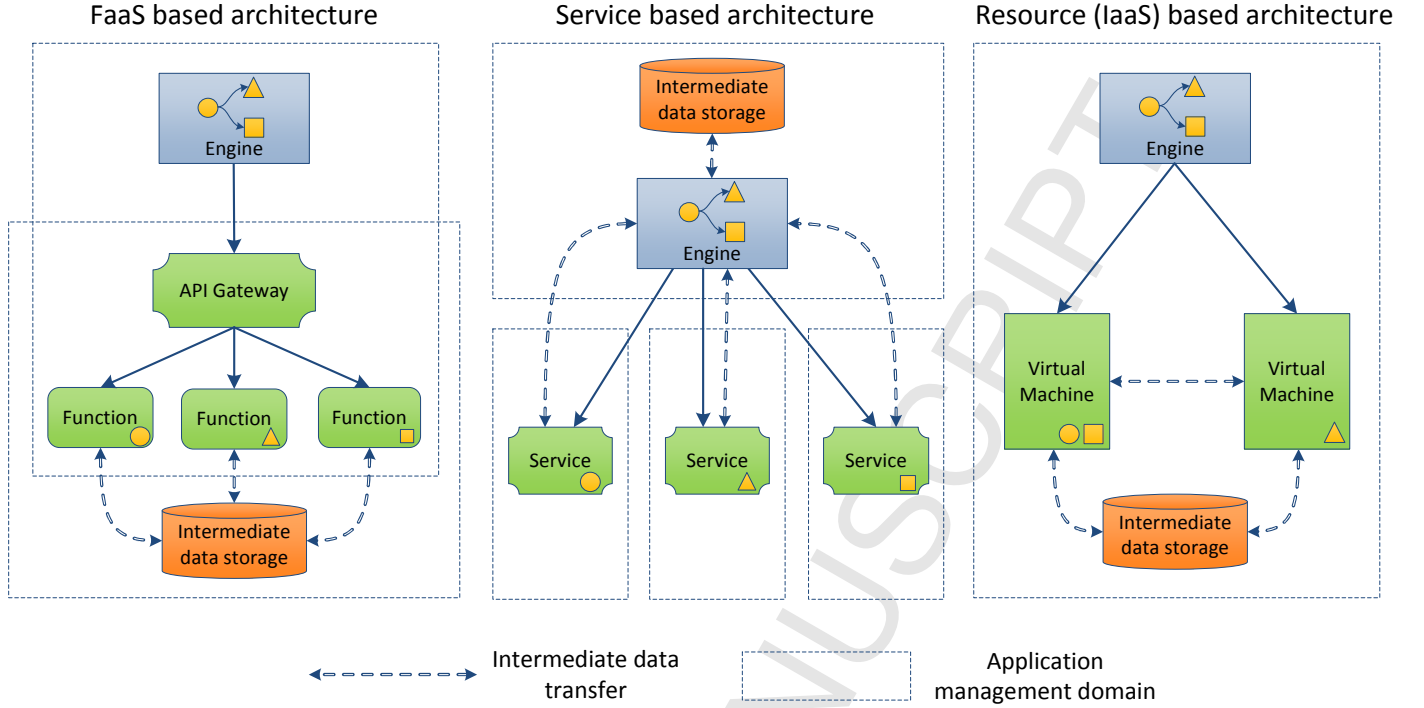 FaaS based architecture
Engine
API Gateway
Function
Function
Function
Intermediate
data storage
Service based architecture
Intermediate
data storage
Engine
Service
Service
Service
Resource (IaaS) based architecture
Engine
Virtual
Machine
Virtual
Machine
Intermediate
data storage
Intermediate data
transfer
Application
management domain
NUSCRIPT